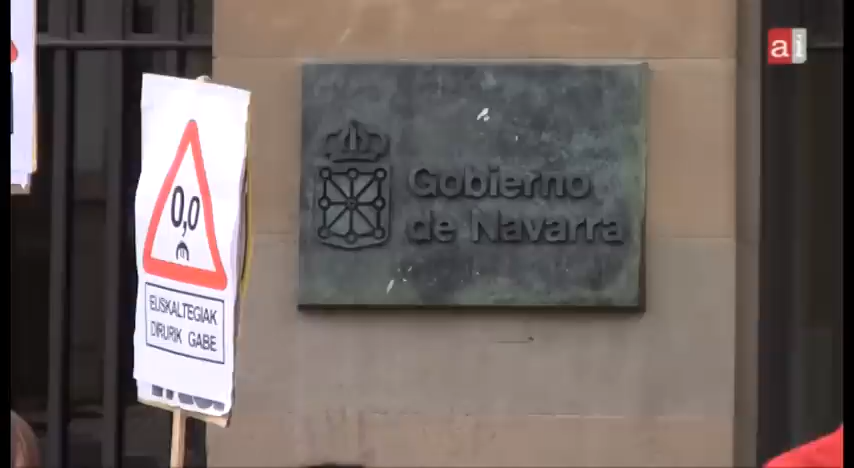 ai
Gobierno
de Navarra
0,0
€
EUSKALTEGIAK
DIRURIK GABE